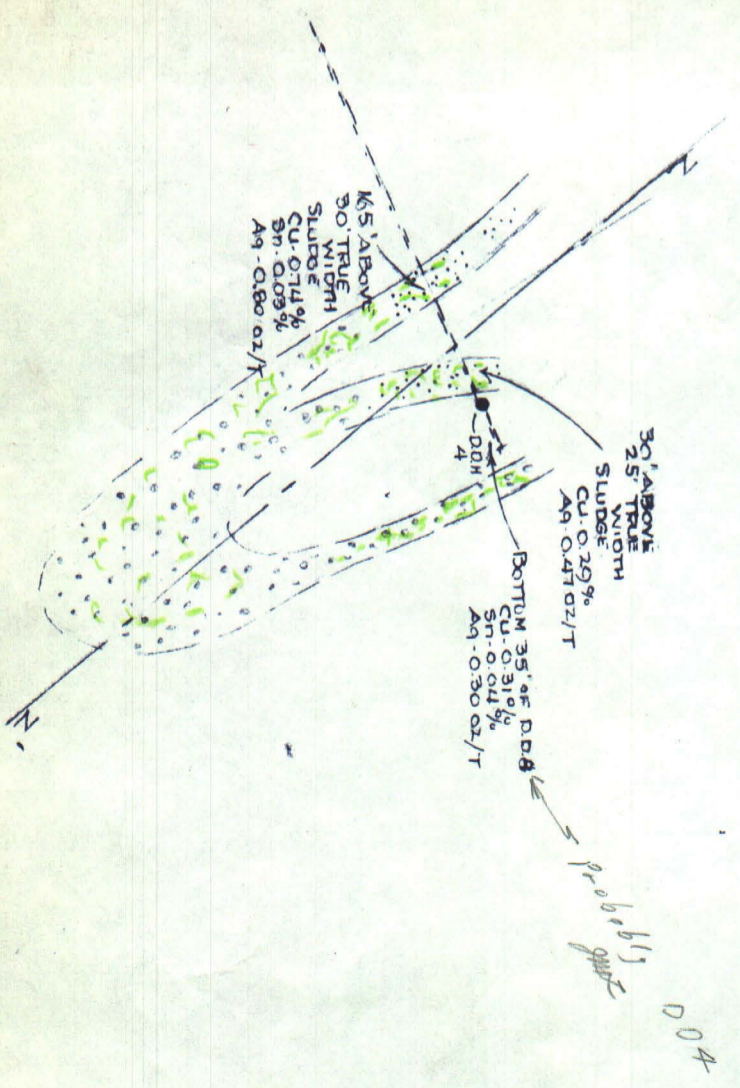 30' ABOVE
25' TRUE
WIDTH
SLUDGE
Cu-0.29%
Ag-0.47 OZ/T
BOTTOM 35' OF D.D.H
Cu-0.31%
Sn-0.04%
Ag-0.30 OZ/T
Probably
DD4
D.D.H
4
165' ABOVE
30' TRUE
WIDTH
SLUDGE
Cu-0.74%
Sn-0.03%
Ag-0.80 OZ/T
N